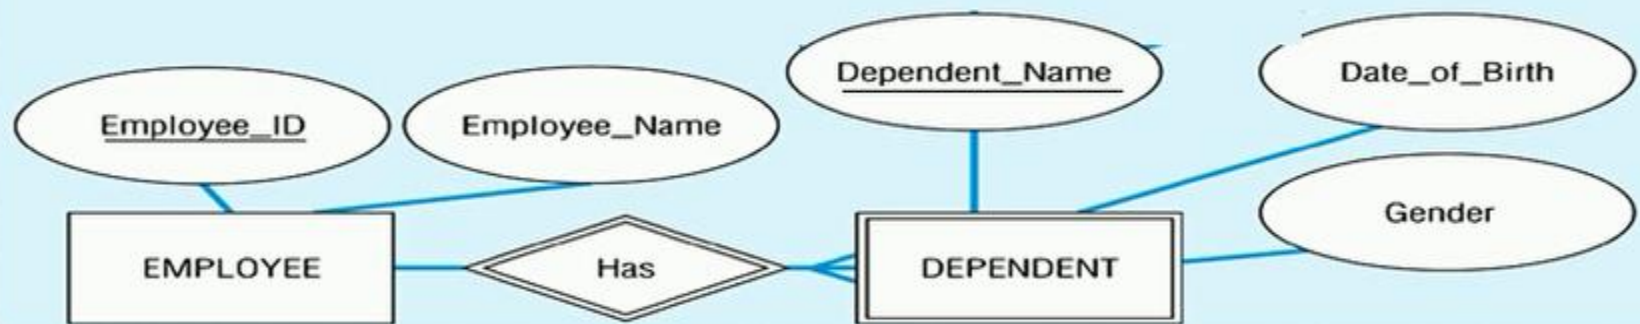 Employee_ID
Employee_Name
Dependent_Name
Date_of_Birth
Gender
EMPLOYEE
Has
DEPENDENT